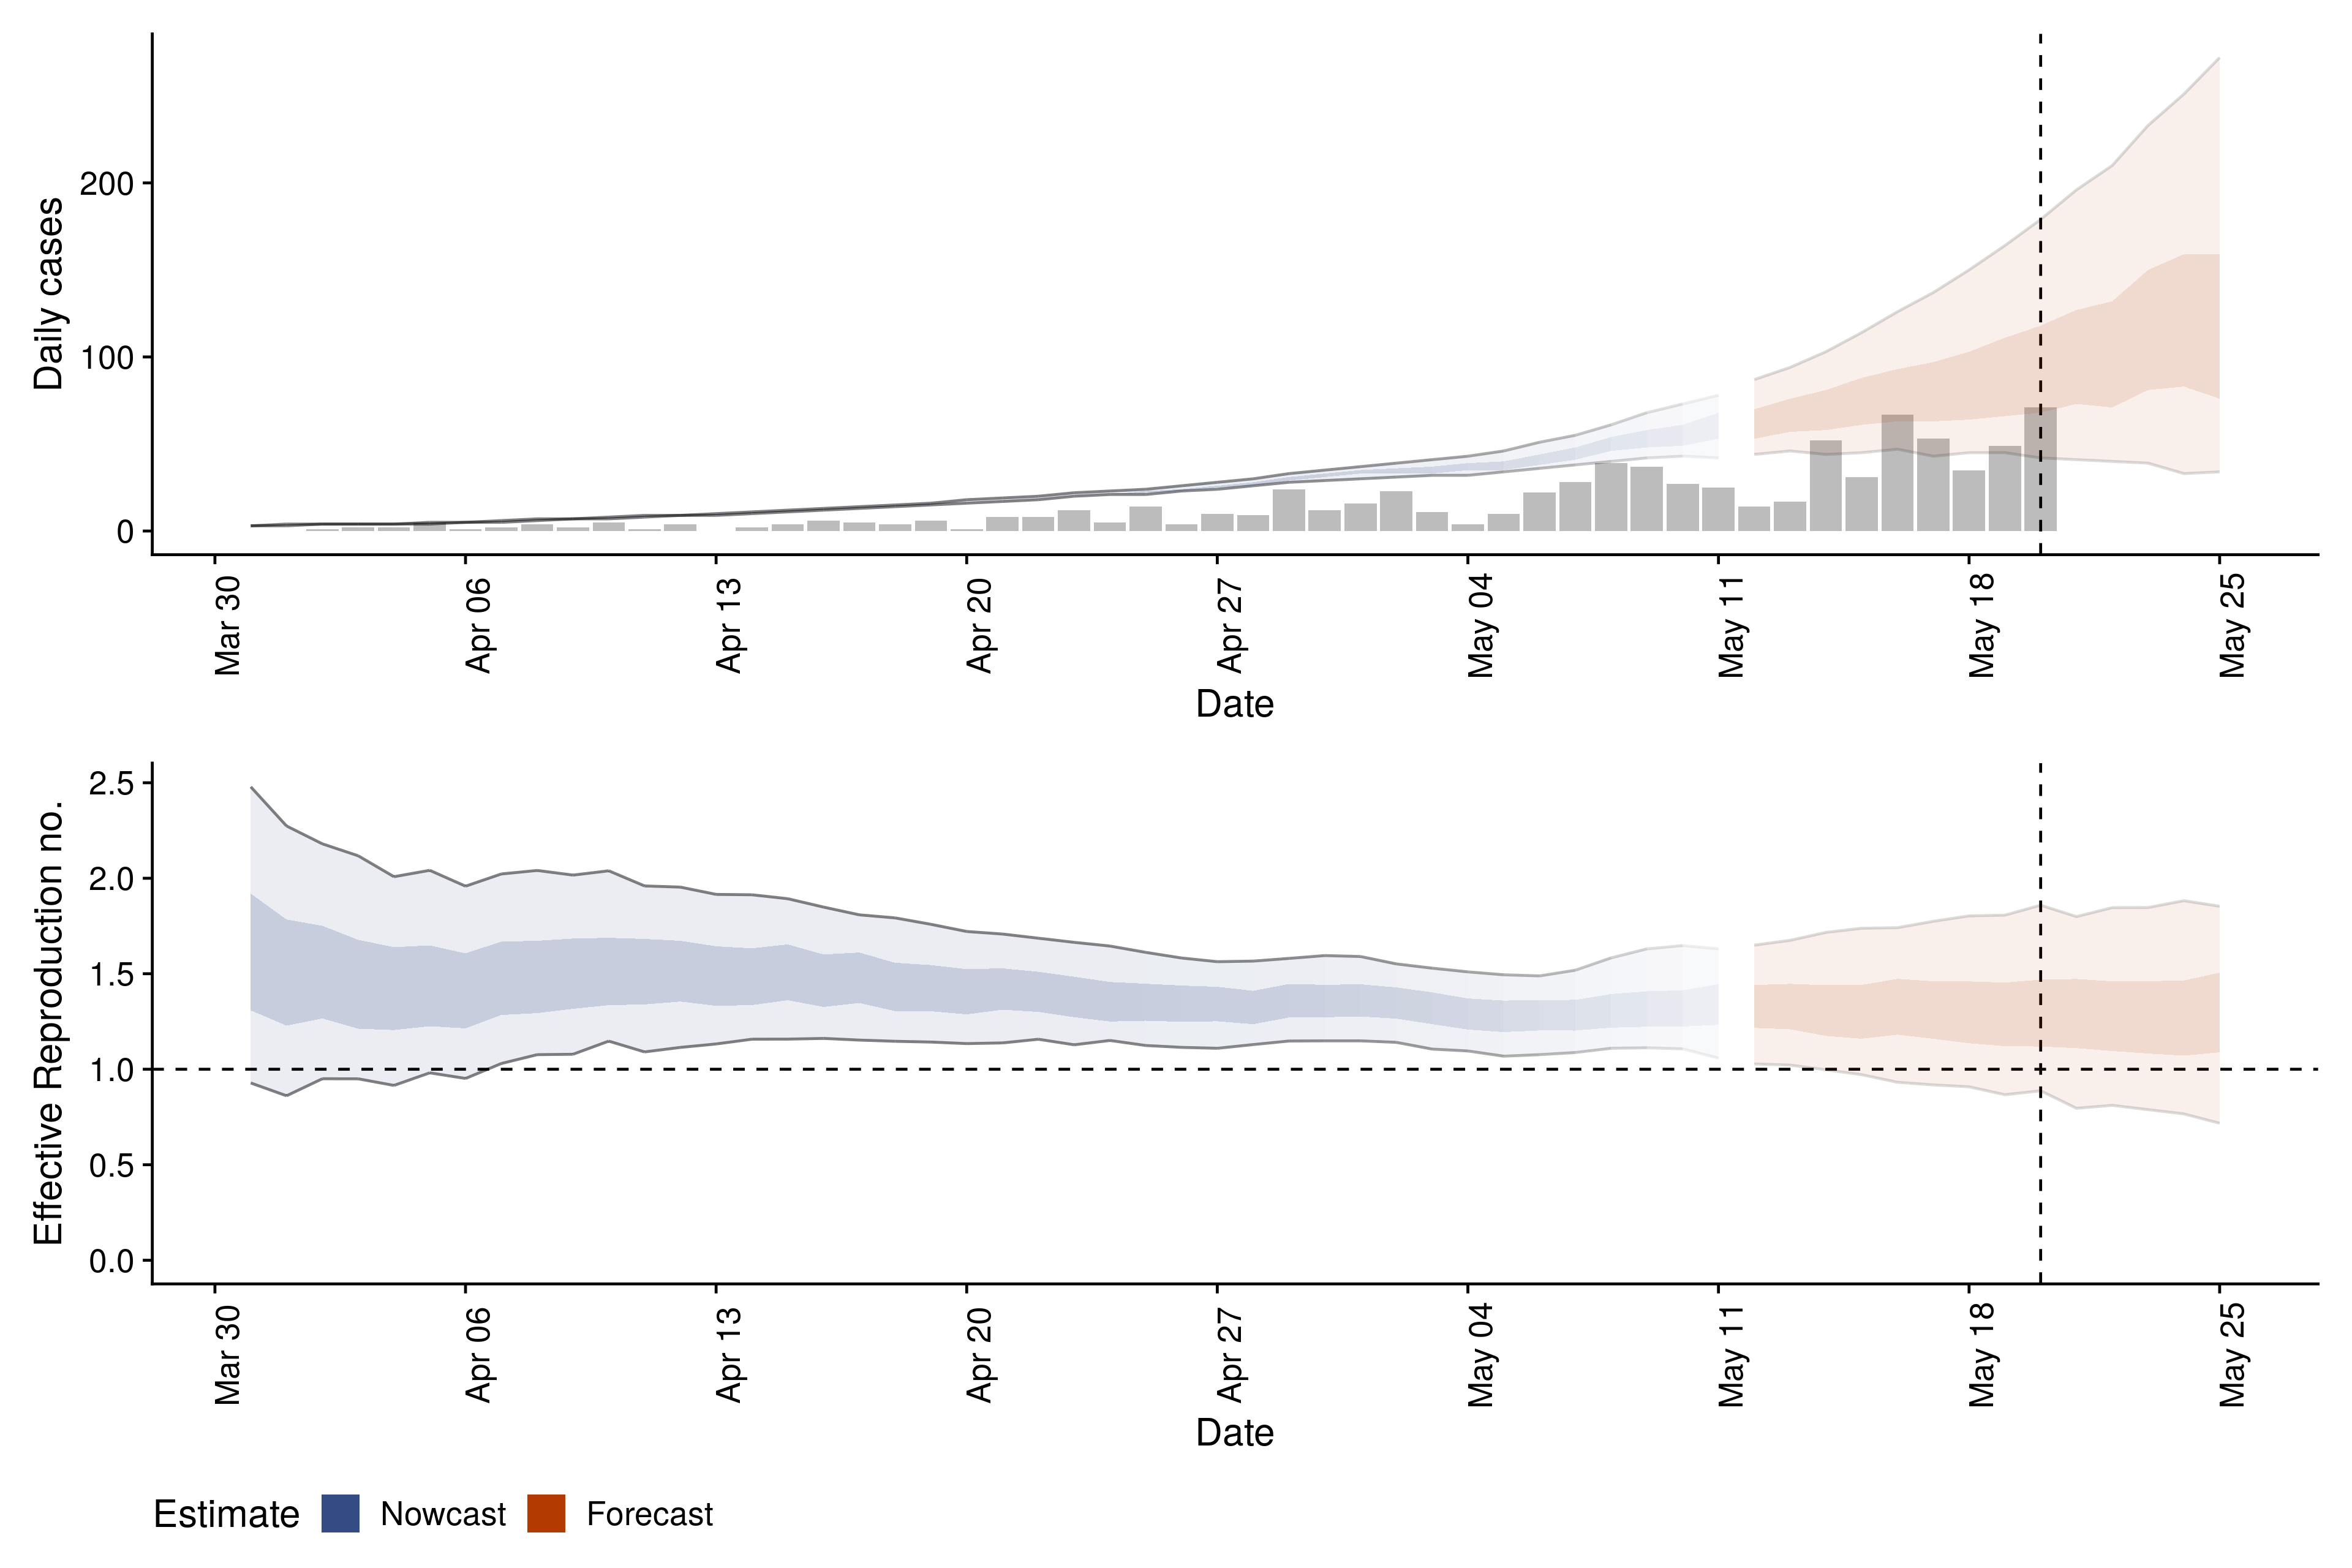 Daily cases
200
100
0
Mar 30
Apr 06
Apr 13
Apr 20
Apr 27
May 04
May 11
May 18
May 25
Date
Effective Reproduction no.
2.5
2.0
1.5
1.0
0.5
0.0
Mar 30
Apr 06
Apr 13
Apr 20
Apr 27
May 04
May 11
May 18
May 25
Date
Estimate Nowcast Forecast